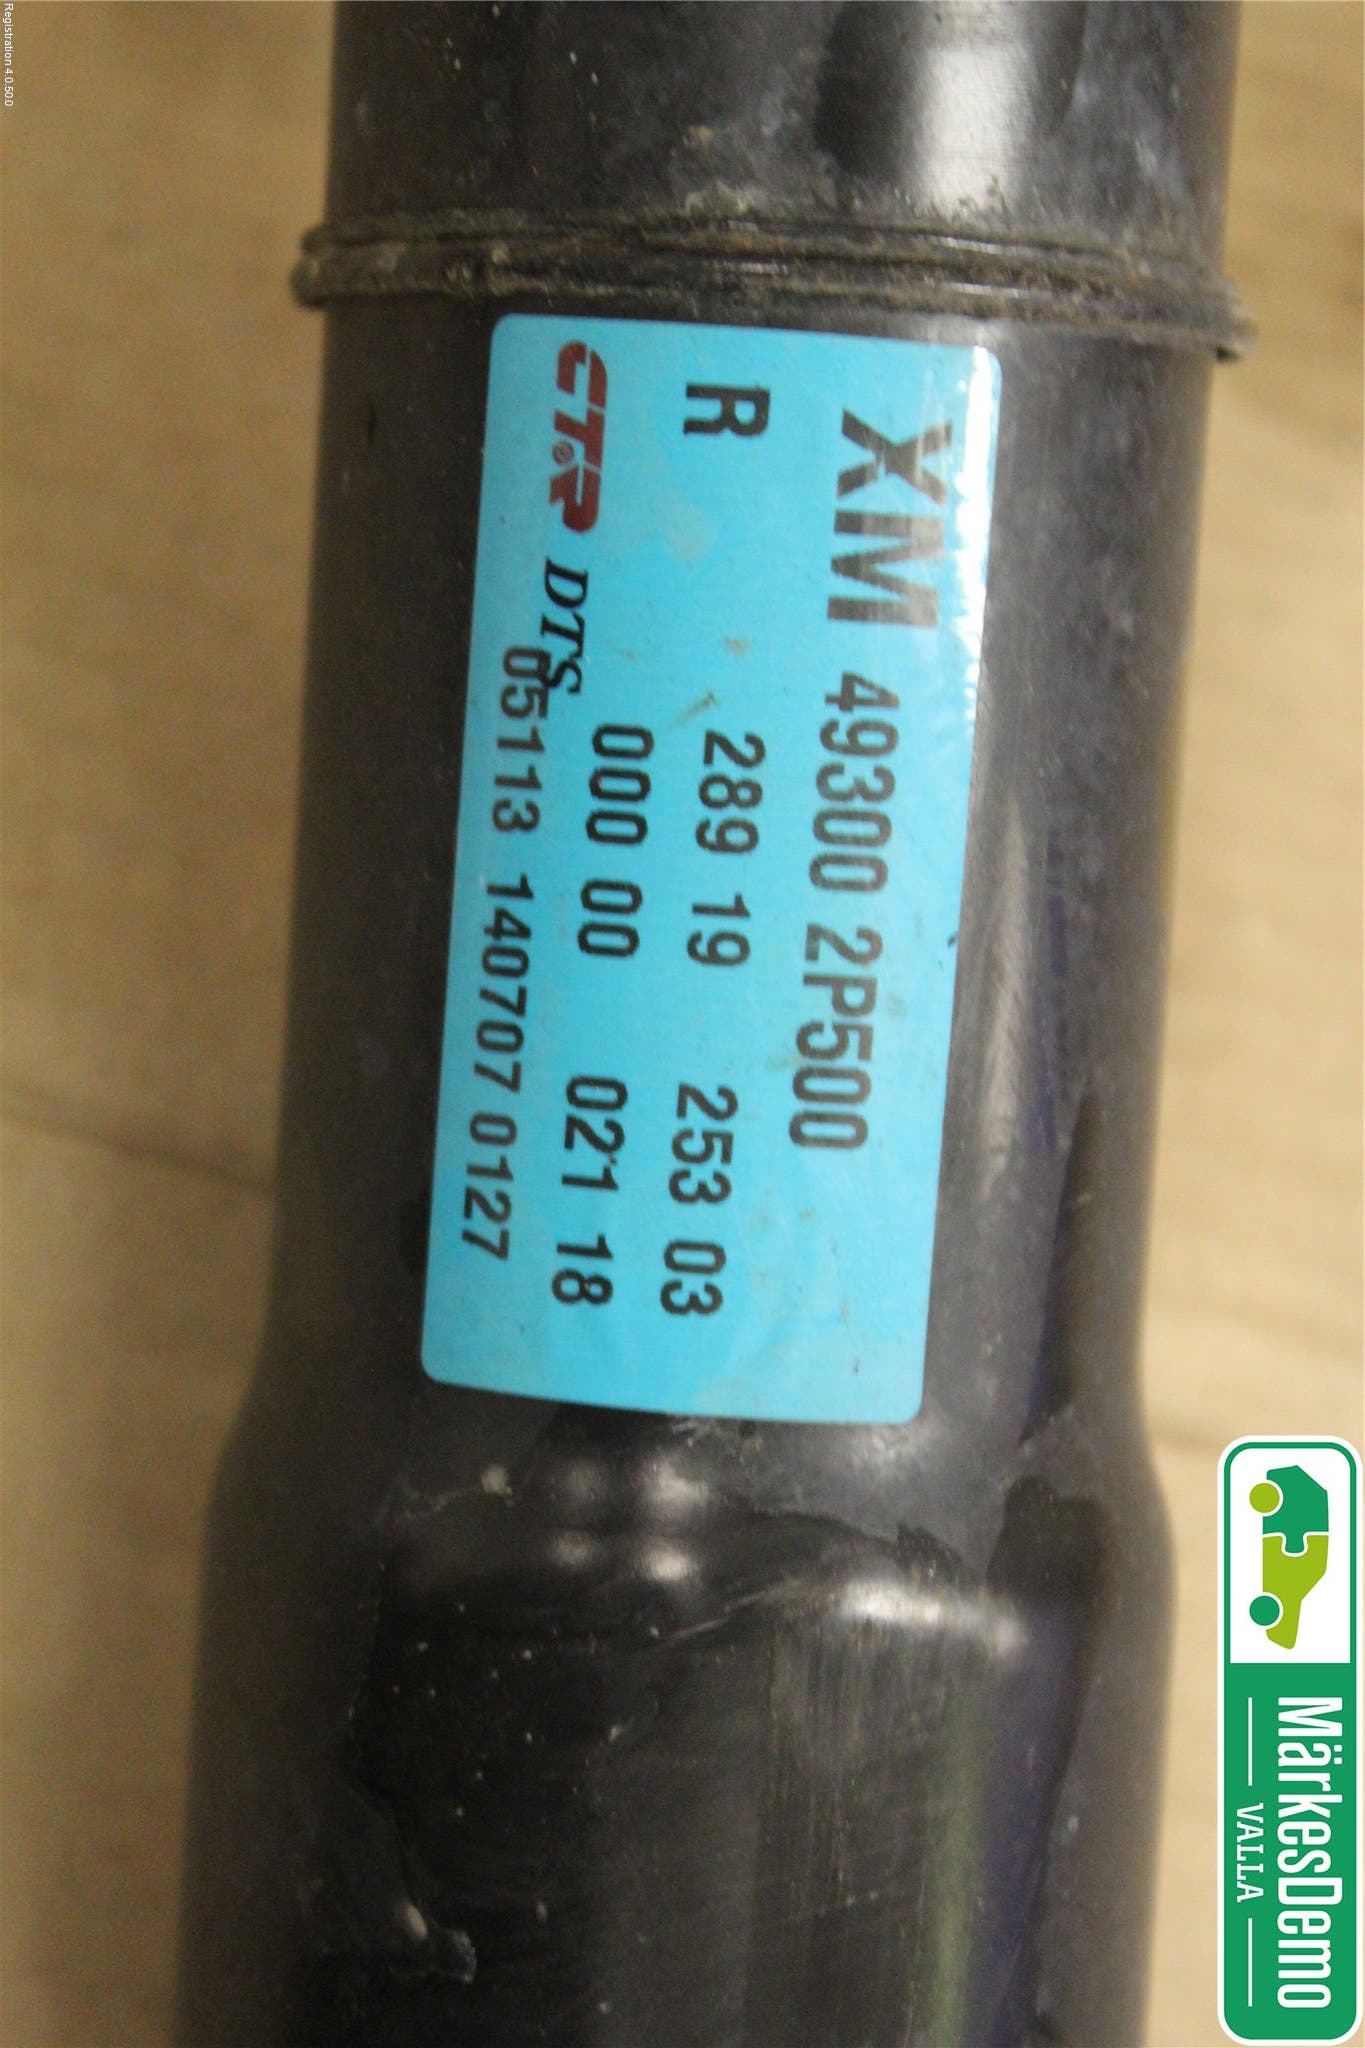 Registration 4.0.50.0
XM 49300 2P500
R 289 19 253 03
000 00 021 18
CTR DTS
05113 140707 0127
MärkesDemo
VALLA